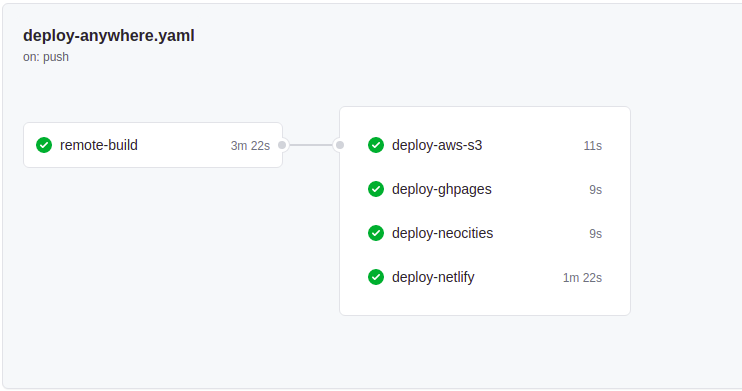 deploy-anywhere.yaml
on: push
remote-build 3m 22s
deploy-aws-s3 11s
deploy-ghpages 9s
deploy-neocities 9s
deploy-netlify 1m 22s